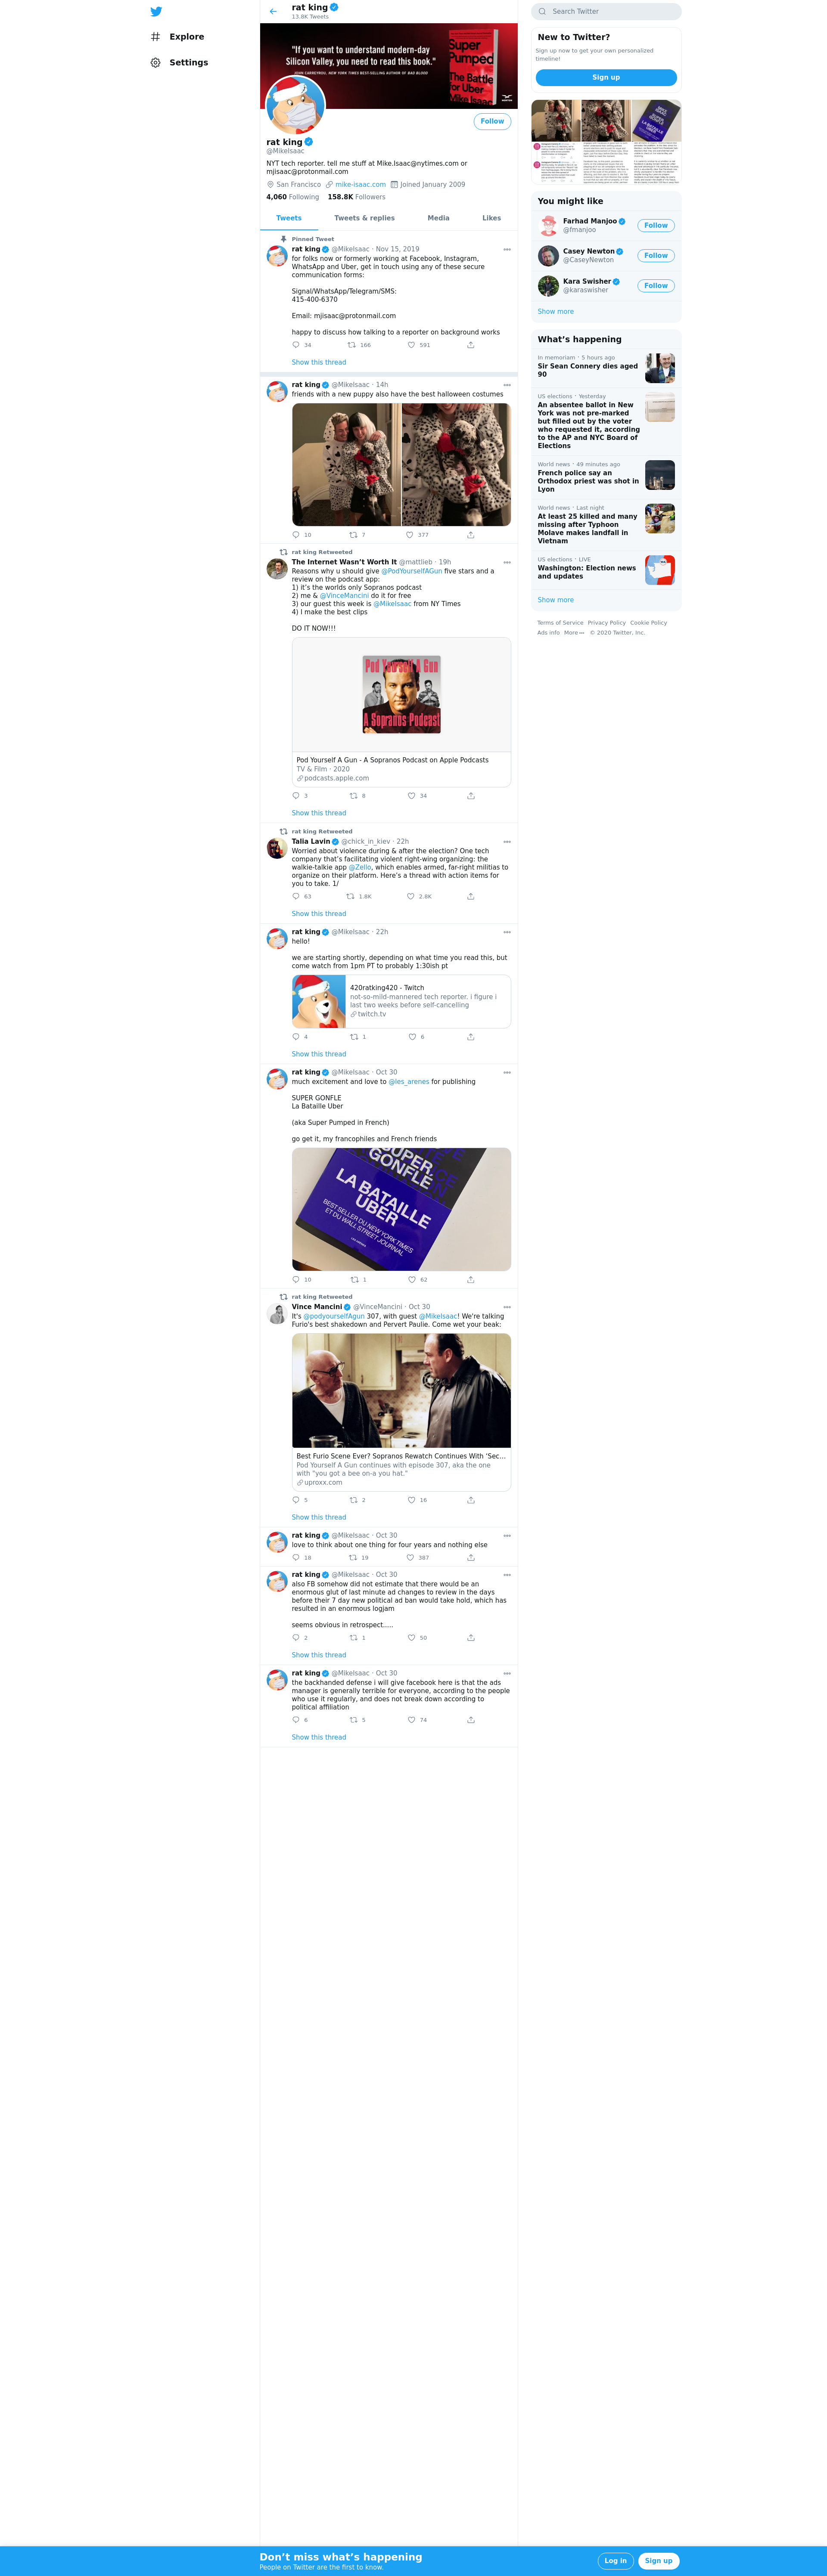 Explore
Settings
rat king
13.8K Tweets
"If you want to understand modern-day
Silicon Valley, you need to read this book."
JOHN CARREYROU, NEW YORK TIMES BEST-SELLING AUTHOR OF BAD BLOOD
Super
Pumped
The Battle
for Uber
Mike Isaac
Follow
rat king
@MikeIsaac
NYT tech reporter. tell me stuff at Mike.Isaac@nytimes.com or
mjisaac@protonmail.com
San Francisco mike-isaac.com Joined January 2009
4,060 Following 158.8K Followers
Tweets Tweets & replies Media Likes
Pinned Tweet
rat king @MikeIsaac · Nov 15, 2019
for folks now or formerly working at Facebook, Instagram,
WhatsApp and Uber, get in touch using any of these secure
communication forms:
Signal/WhatsApp/Telegram/SMS:
415-400-6370
Email: mjisaac@protonmail.com
happy to discuss how talking to a reporter on background works
34 166 591
Show this thread
rat king @MikeIsaac · 14h
friends with a new puppy also have the best halloween costumes
10 7 377
rat king Retweeted
The Internet Wasn't Worth It @mattlieb · 19h
Reasons why u should give @PodYourselfAGun five stars and a
review on the podcast app:
1) it's the worlds only Sopranos podcast
2) me & @VinceMancini do it for free
3) our guest this week is @MikeIsaac from NY Times
4) I make the best clips
DO IT NOW!!!
Pod Yourself A Gun
A Sopranos Podcast
Pod Yourself A Gun - A Sopranos Podcast on Apple Podcasts
TV & Film · 2020
podcasts.apple.com
3 8 34
Show this thread
rat king Retweeted
Talia Lavin @chick_in_kiev · 22h
Worried about violence during & after the election? One tech
company that's facilitating violent right-wing organizing: the
walkie-talkie app @Zello, which enables armed, far-right militias to
organize on their platform. Here's a thread with action items for
you to take. 1/
63 1.8K 2.8K
Show this thread
rat king @MikeIsaac · 22h
hello!
we are starting shortly, depending on what time you read this, but
come watch from 1pm PT to probably 1:30ish pt
420ratking420 - Twitch
not-so-mild-mannered tech reporter. i figure i
last two weeks before self-cancelling
twitch.tv
4 1 6
Show this thread
rat king @MikeIsaac · Oct 30
much excitement and love to @les_arenes for publishing
SUPER GONFLE
La Bataille Uber
(aka Super Pumped in French)
go get it, my francophiles and French friends
SUPER
GONFLÉ
LA BATAILLE
UBER
BEST-SELLER DU NEW YORK TIMES
ET DU WALL STREET JOURNAL
10 1 62
rat king Retweeted
Vince Mancini @VinceMancini · Oct 30
It's @podyourselfAgun 307, with guest @MikeIsaac! We're talking
Furio's best shakedown and Pervert Paulie. Come wet your beak:
Best Furio Scene Ever? Sopranos Rewatch Continues With 'Sec...
Pod Yourself A Gun continues with episode 307, aka the one
with "you got a bee on-a you hat."
uproxx.com
5 2 16
Show this thread
rat king @MikeIsaac · Oct 30
love to think about one thing for four years and nothing else
18 19 387
rat king @MikeIsaac · Oct 30
also FB somehow did not estimate that there would be an
enormous glut of last minute ad changes to review in the days
before their 7 day new political ad ban would take hold, which has
resulted in an enormous logjam
seems obvious in retrospect.....
2 1 50
Show this thread
rat king @MikeIsaac · Oct 30
the backhanded defense i will give facebook here is that the ads
manager is generally terrible for everyone, according to the people
who use it regularly, and does not break down according to
political affiliation
6 5 74
Show this thread
Search Twitter
New to Twitter?
Sign up now to get your own personalized
timeline!
Sign up
LA BATAILLE
UBER
You might like
Farhad Manjoo
@fmanjoo
Follow
Casey Newton
@CaseyNewton
Follow
Kara Swisher
@karaswisher
Follow
Show more
What's happening
In memoriam · 5 hours ago
Sir Sean Connery dies aged
90
US elections · Yesterday
An absentee ballot in New
York was not pre-marked
but filled out by the voter
who requested it, according
to the AP and NYC Board of
Elections
World news · 49 minutes ago
French police say an
Orthodox priest was shot in
Lyon
World news · Last night
At least 25 killed and many
missing after Typhoon
Molave makes landfall in
Vietnam
US elections · LIVE
Washington: Election news
and updates
Show more
Terms of Service Privacy Policy Cookie Policy
Ads info More © 2020 Twitter, Inc.
Don't miss what's happening
People on Twitter are the first to know.
Log in Sign up